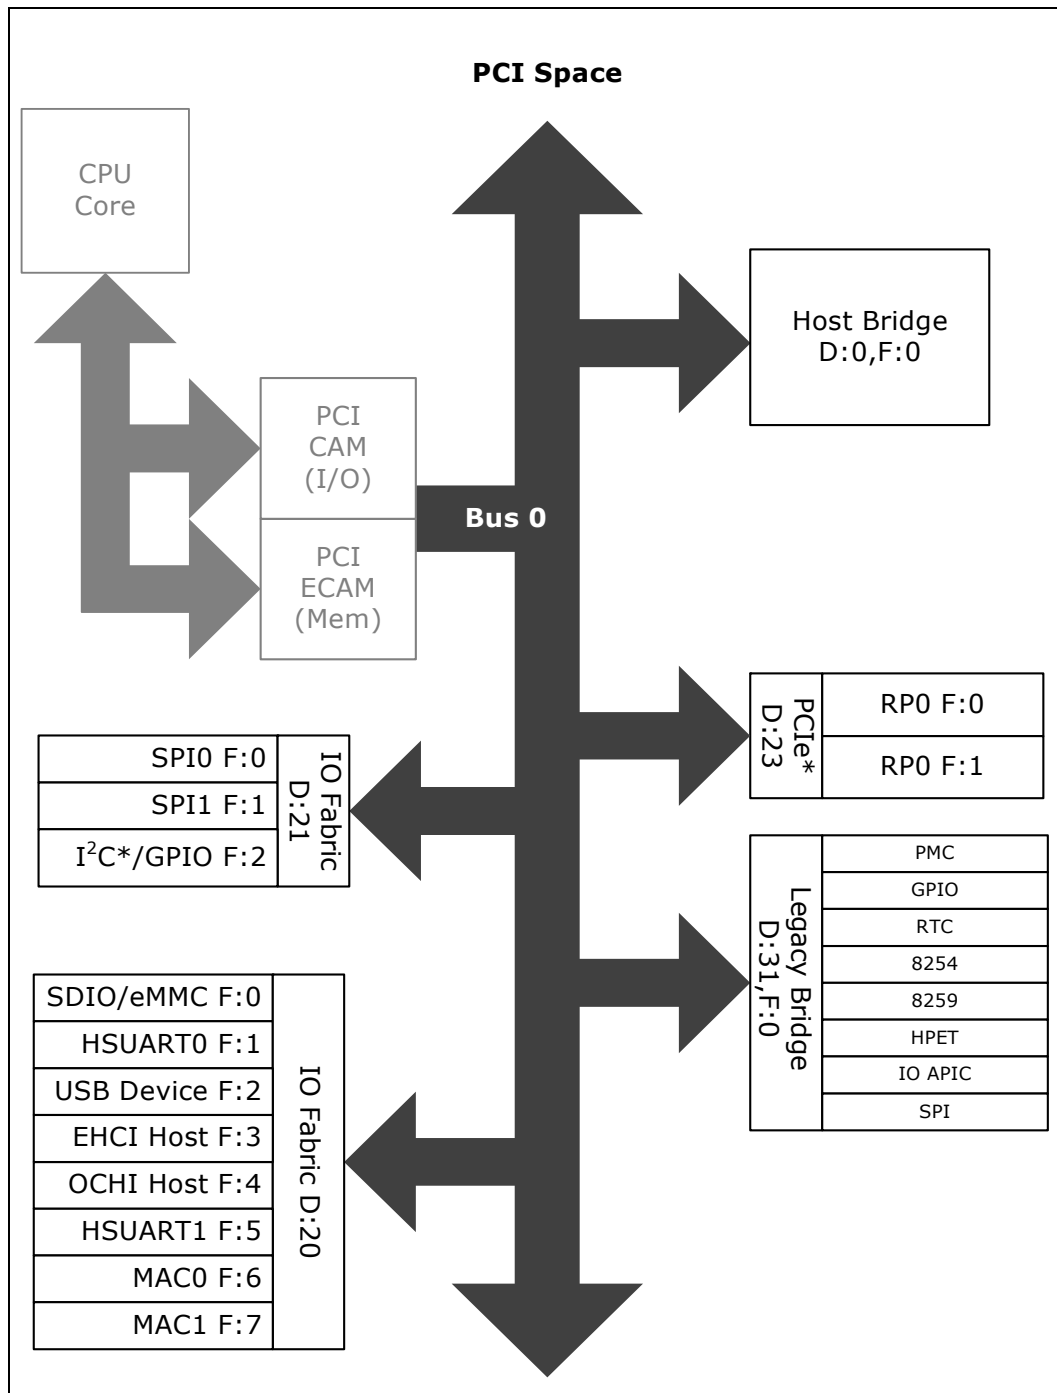 PCI Space
CPU
Core
Host Bridge
D:0,F:0
PCI
CAM
(I/O)
Bus 0
PCI
ECAM
(Mem)
PCIe*
D:23
RP0 F:0
RP0 F:1
SPI0 F:0
SPI1 F:1
I²C*/GPIO F:2
IO Fabric
D:21
Legacy Bridge
D:31,F:0
PMC
GPIO
RTC
8254
8259
HPET
IO APIC
SPI
SDIO/eMMC F:0
HSUART0 F:1
USB Device F:2
EHCI Host F:3
OCHI Host F:4
HSUART1 F:5
MAC0 F:6
MAC1 F:7
IO Fabric D:20